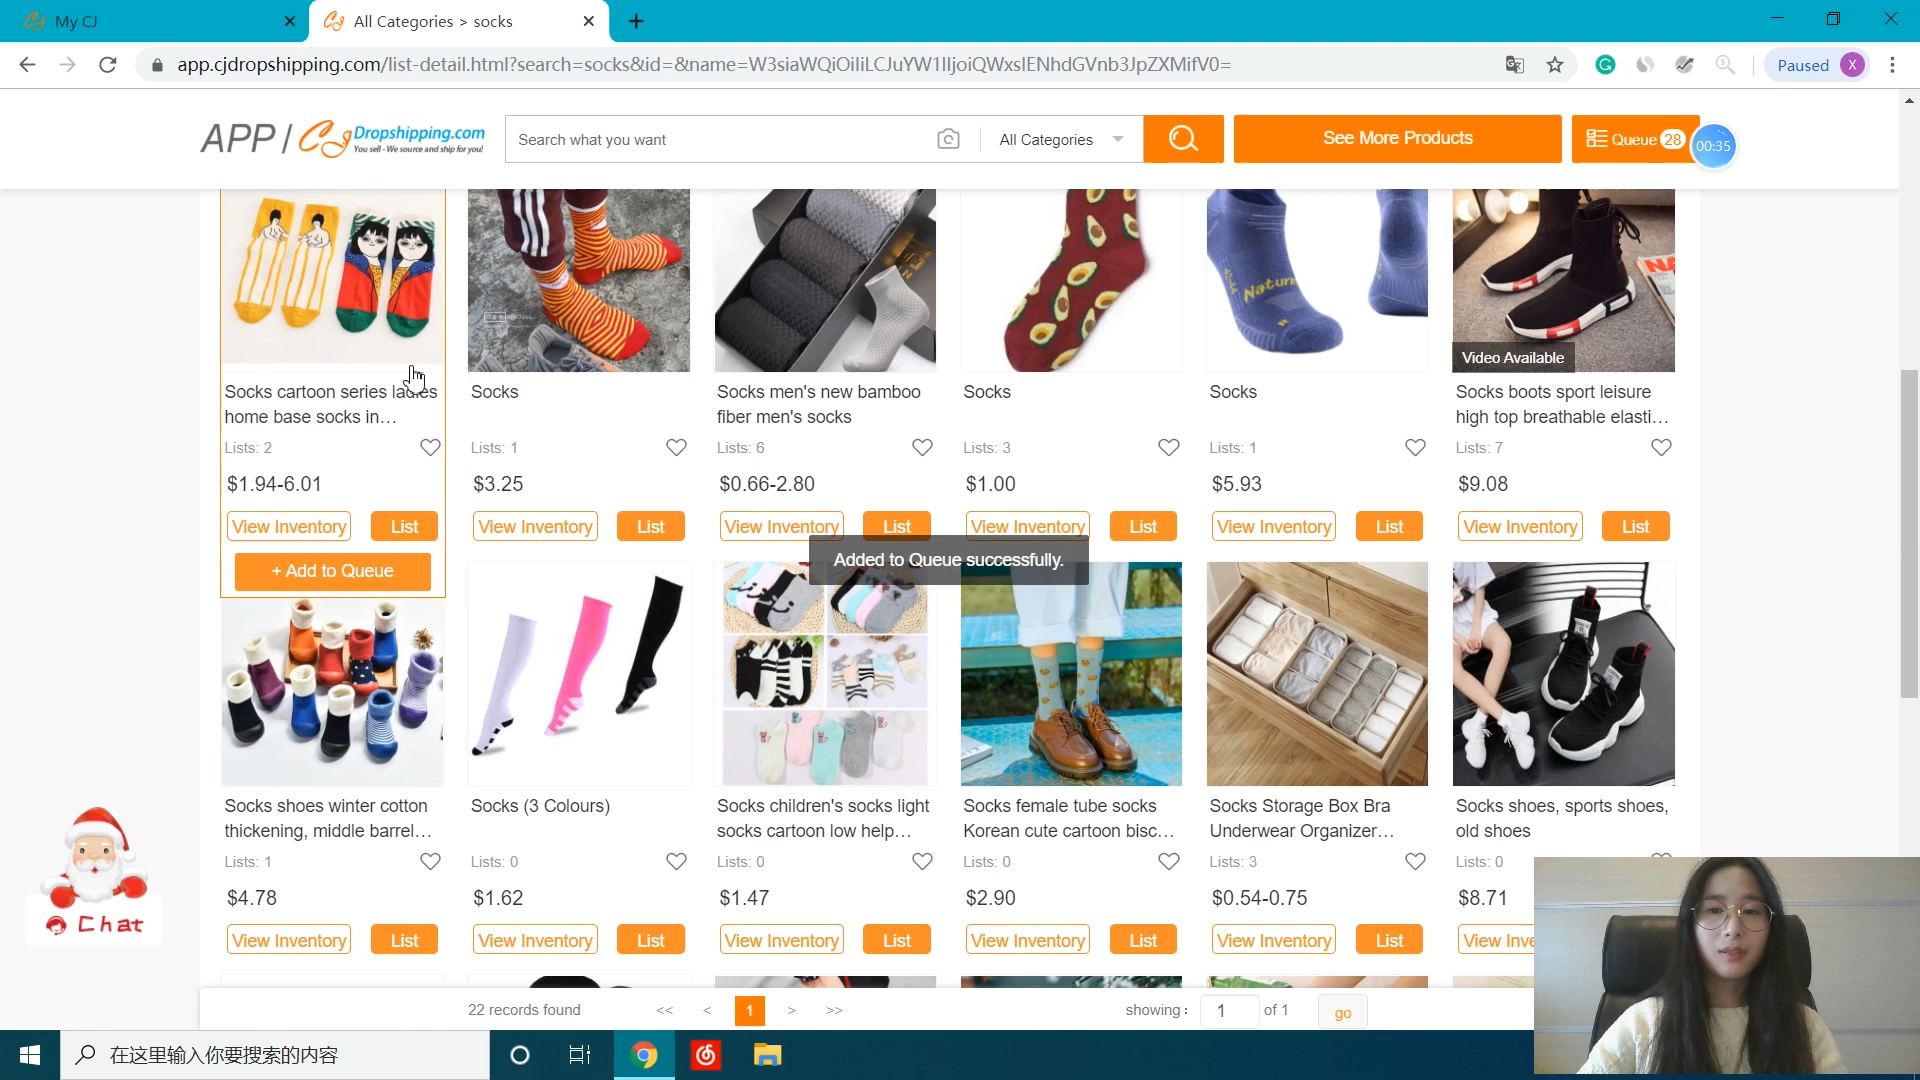 My CJ
All Categories > socks
app.cjdropshipping.com/list-detail.html?search=socks&id=&name=W3siaWQiOiIiLCJuYW1lIjoiQWxsIENhdGVnb3JpZXMifV0=
Paused X
APP / CJ Dropshipping.com
You sell - We source and ship for you!
Search what you want
All Categories
See More Products
Queue 28
00:35
Naturi
Video Available
Socks cartoon series ladies
home base socks in...
Lists: 2
$1.94-6.01
View Inventory List
+ Add to Queue
Socks
Lists: 1
$3.25
View Inventory List
Socks men's new bamboo
fiber men's socks
Lists: 6
$0.66-2.80
View Inventory List
Socks
Lists: 3
$1.00
View Inventory List
Socks
Lists: 1
$5.93
View Inventory List
Socks boots sport leisure
high top breathable elasti...
Lists: 7
$9.08
View Inventory List
Added to Queue successfully.
Socks shoes winter cotton
thickening, middle barrel...
Lists: 1
$4.78
View Inventory List
Socks (3 Colours)
Lists: 0
$1.62
View Inventory List
Socks children's socks light
socks cartoon low help...
Lists: 0
$1.47
View Inventory List
Socks female tube socks
Korean cute cartoon bisc...
Lists: 0
$2.90
View Inventory List
Socks Storage Box Bra
Underwear Organizer...
Lists: 3
$0.54-0.75
View Inventory List
Socks shoes, sports shoes,
old shoes
Lists: 0
$8.71
View Inve
Chat
22 records found << < 1 > >> showing: 1 of 1 go
在这里输入你要搜索的内容